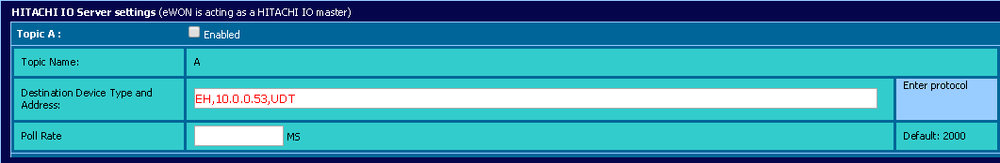 HITACHI IO Server settings (eWON is acting as a HITACHI IO master)
Topic A : Enabled
Topic Name: A
Destination Device Type and Address: EH,10.0.0.53,UDT Enter protocol
Poll Rate MS Default: 2000